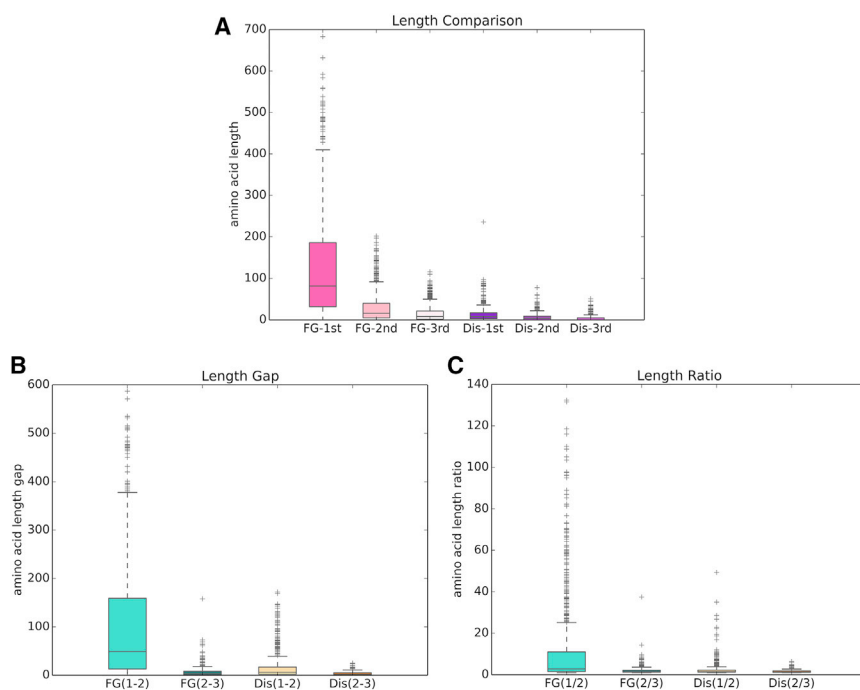 A
Length Comparison
700
600
500
400
300
200
100
0
amino acid length
FG-1st FG-2nd FG-3rd Dis-1st Dis-2nd Dis-3rd
B
Length Gap
600
500
400
300
200
100
0
amino acid length gap
FG(1-2) FG(2-3) Dis(1-2) Dis(2-3)
C
Length Ratio
140
120
100
80
60
40
20
0
amino acid length ratio
FG(1/2) FG(2/3) Dis(1/2) Dis(2/3)